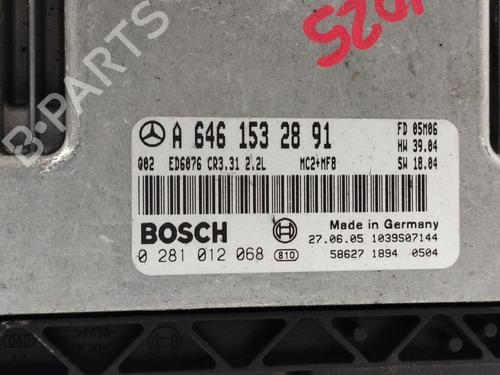 A 646 153 28 91
FD 05M06
HW 39.04
Q02 ED6076 CR3.31 2.2L MC2+MF8 SW 18.04
BOSCH
Made in Germany
27.06.05 1039S07144
0 281 012 068 810 58627 1894 0504
B-PARTS